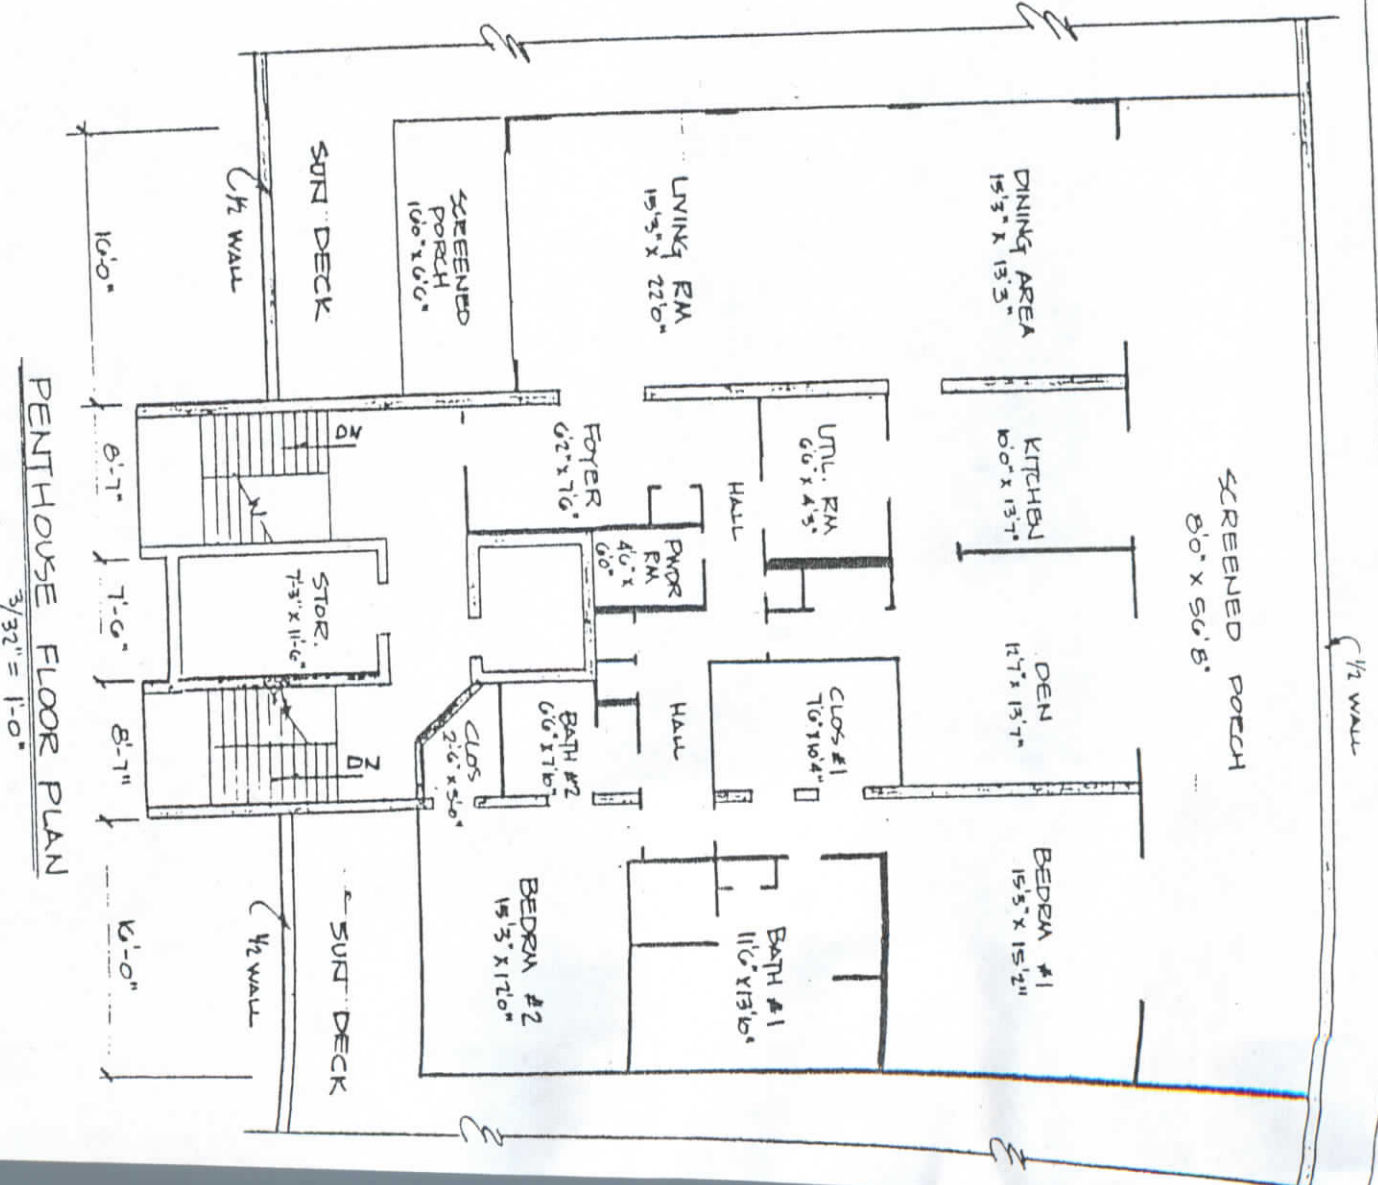 ½ WALL
SCREENED PORCH
8'0" X 56'8"
DINING AREA
15'3" X 13'3"
KITCHEN
10'0" X 13'7"
DEN
12'7" X 13'7"
BEDRM #1
15'3" X 15'2"
LIVING RM
15'3" X 22'0"
UTIL. RM
6'6" X 4'3"
HALL
CLOS #1
7'6" X 10'4"
HALL
BATH #1
11'6" X 13'10"
FOYER
6'2" X 7'6"
PWDR
RM
4'6" X
6'0"
BATH #2
6'6" X 7'10"
CLOS
2'-6" X 5'-0"
BEDRM #2
15'3" X 12'0"
SCREENED
PORCH
16'0" X 6'6"
SUN DECK
½ WALL
DN
STOR.
7'-3" X 11'-6"
DN
SUN DECK
½ WALL
16'-0"
8'-7"
7'-6"
8'-7"
16'-0"
PENTHOUSE FLOOR PLAN
3/32" = 1'-0"